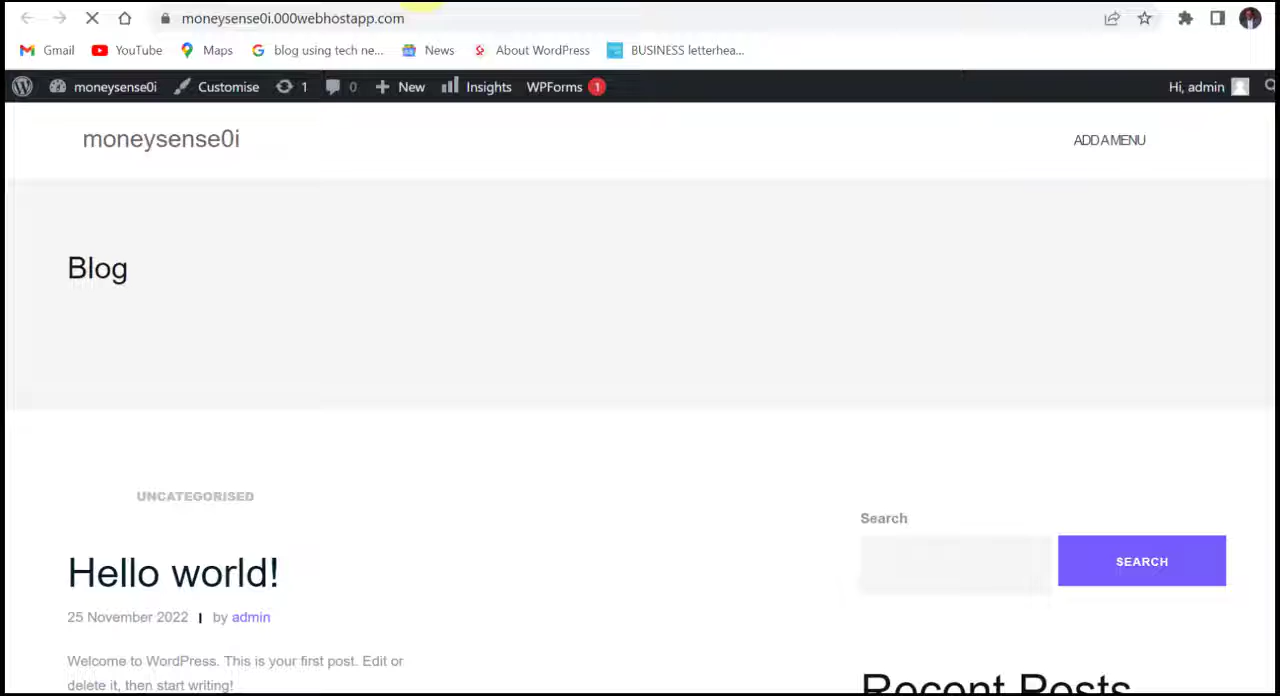 moneysense0i.000webhostapp.com
Gmail YouTube Maps blog using tech ne... News About WordPress BUSINESS letterhea...
moneysense0i Customise 1 0 New Insights WPForms 1 Hi, admin
moneysense0i ADD A MENU
Blog
UNCATEGORISED
Search
SEARCH
Hello world!
25 November 2022 | by admin
Welcome to WordPress. This is your first post. Edit or
delete it, then start writing!
Recent Posts